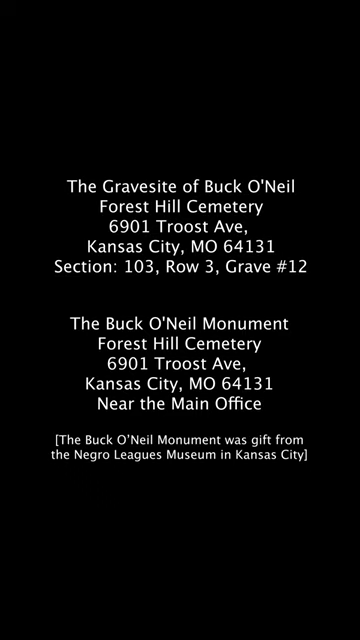 The Gravesite of Buck O'Neil
Forest Hill Cemetery
6901 Troost Ave,
Kansas City, MO 64131
Section: 103, Row 3, Grave #12
The Buck O'Neil Monument
Forest Hill Cemetery
6901 Troost Ave,
Kansas City, MO 64131
Near the Main Office
[The Buck O’Neil Monument was gift from
the Negro Leagues Museum in Kansas City]